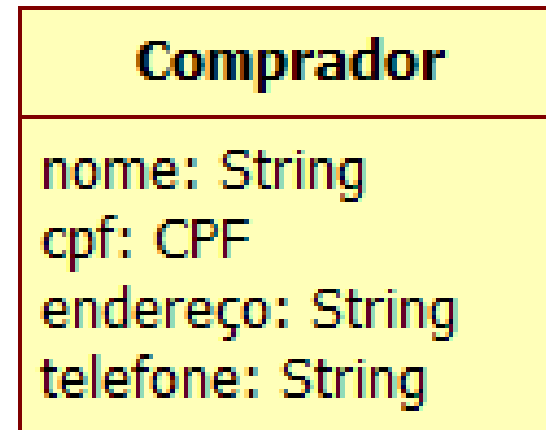 Comprador
nome: String
cpf: CPF
endereço: String
telefone: String